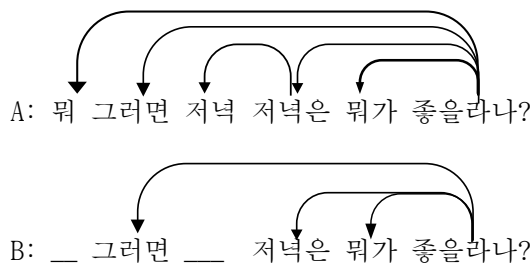 A: 뭐 그러면 저녁 저녁은 뭐가 좋을라나?
B: __ 그러면 ___ 저녁은 뭐가 좋을라나?